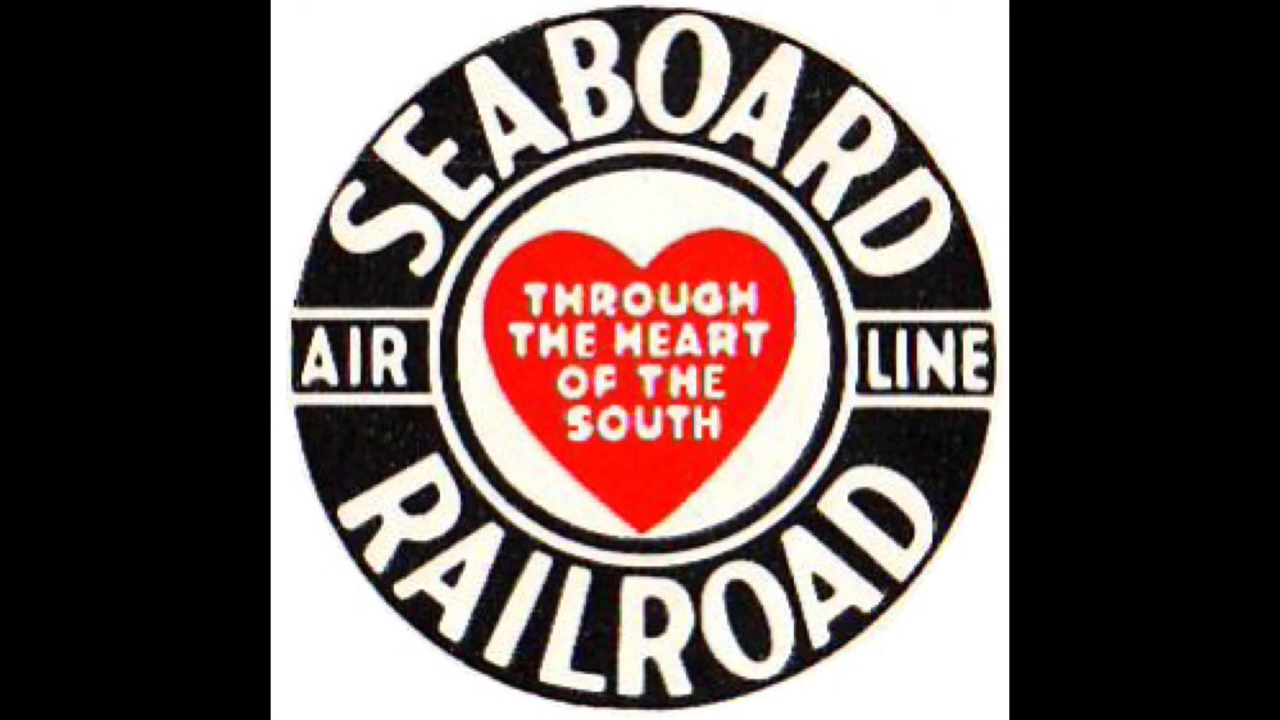 SEABOARD
AIR LINE
THROUGH
THE HEART
OF THE
SOUTH
RAILROAD